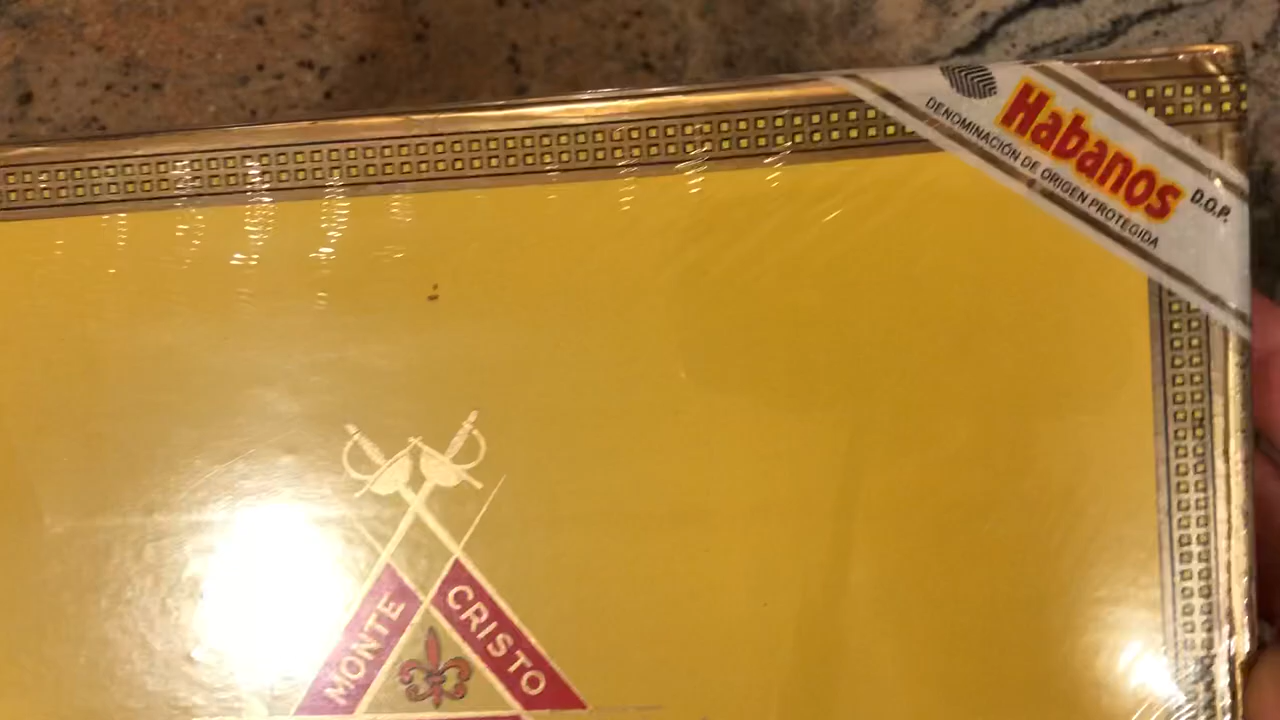 Habanos
D.O.P.
DENOMINACIÓN DE ORIGEN PROTEGIDA
MONTE
CRISTO